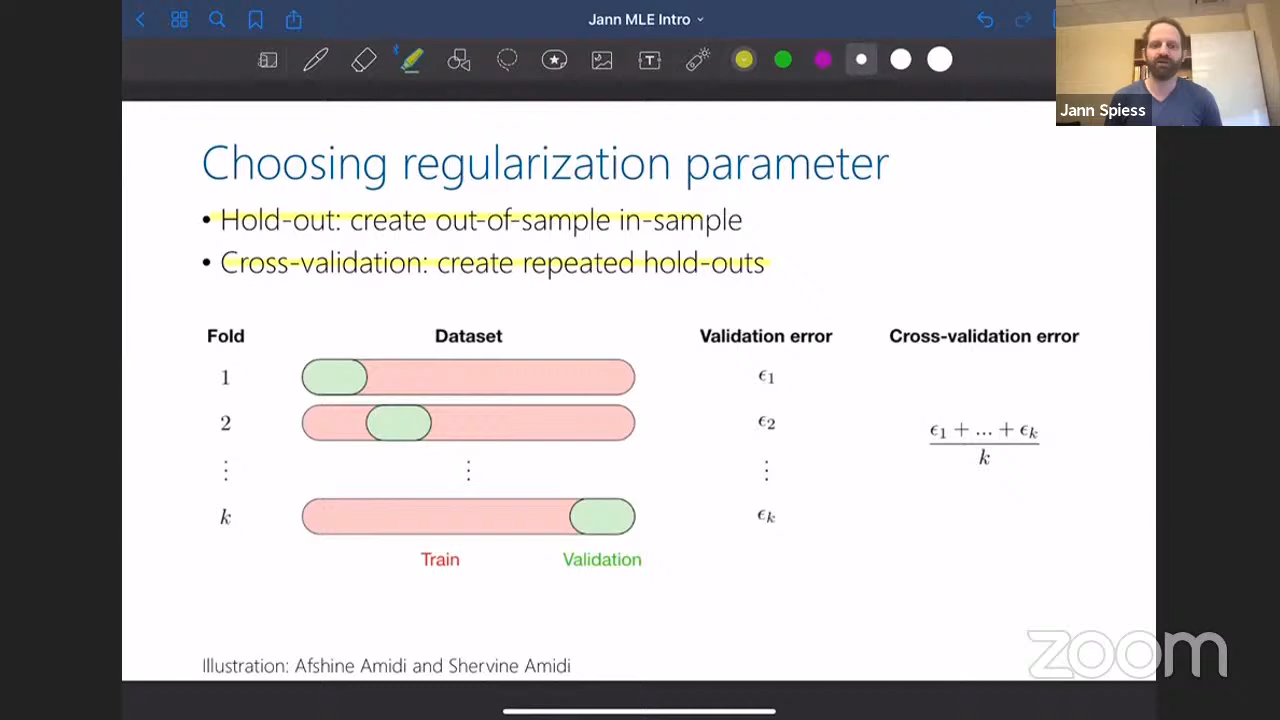 Jann MLE Intro
Jann Spiess
Choosing regularization parameter
• Hold-out: create out-of-sample in-sample
• Cross-validation: create repeated hold-outs
Fold Dataset Validation error Cross-validation error
1 ϵ₁
2 ϵ₂
⋮ ⋮ ⋮
k ϵₖ
(ϵ₁ + ... + ϵₖ) / k
Train Validation
Illustration: Afshine Amidi and Shervine Amidi
zoom